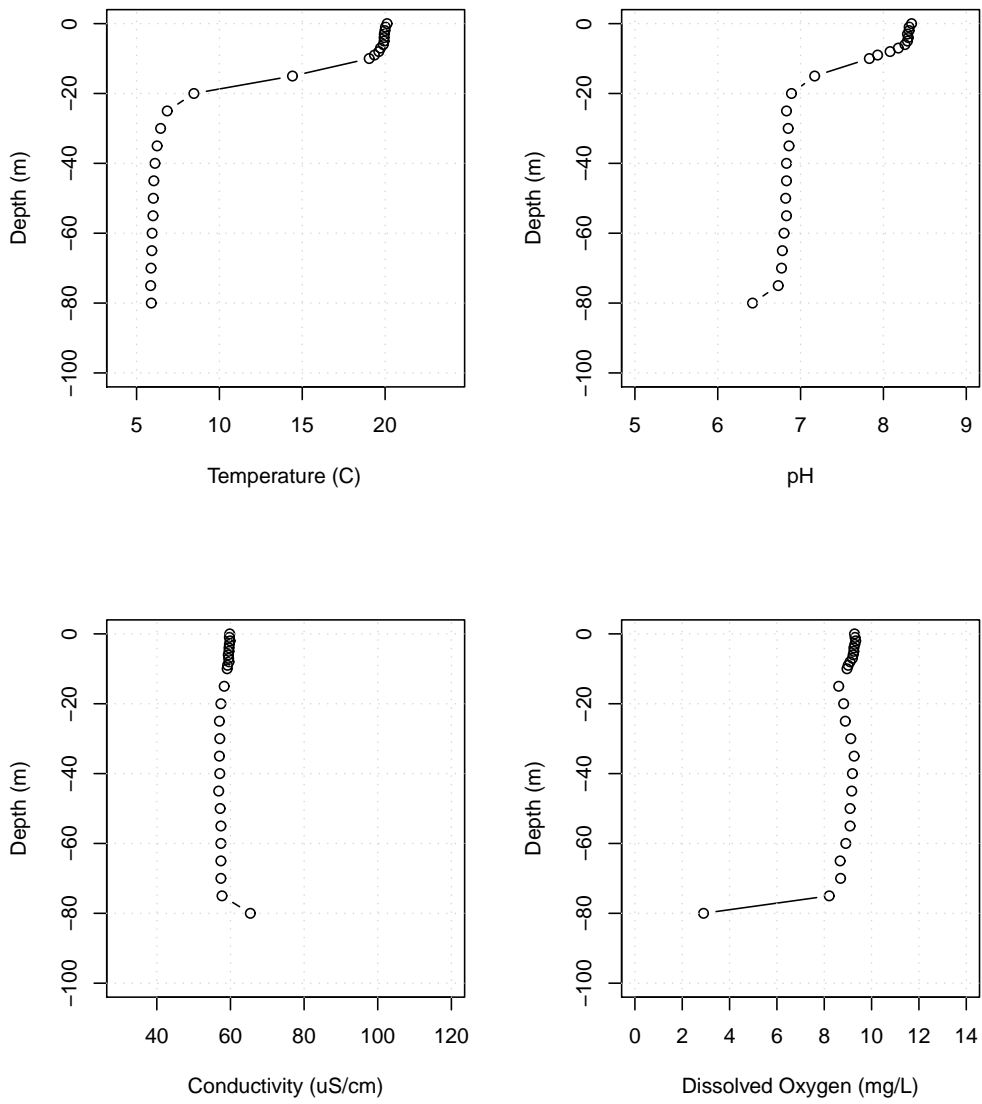 0
−20
−40
−60
−80
−100
Depth (m)
5 10 15 20
Temperature (C)
0
−20
−40
−60
−80
−100
Depth (m)
5 6 7 8 9
pH
0
−20
−40
−60
−80
−100
Depth (m)
40 60 80 100 120
Conductivity (uS/cm)
0
−20
−40
−60
−80
−100
Depth (m)
0 2 4 6 8 10 12 14
Dissolved Oxygen (mg/L)